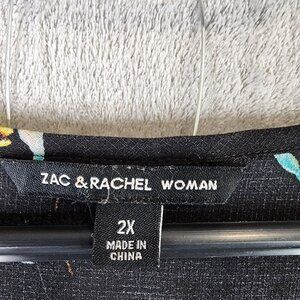 ZAC & RACHEL WOMAN
2X
MADE IN
CHINA